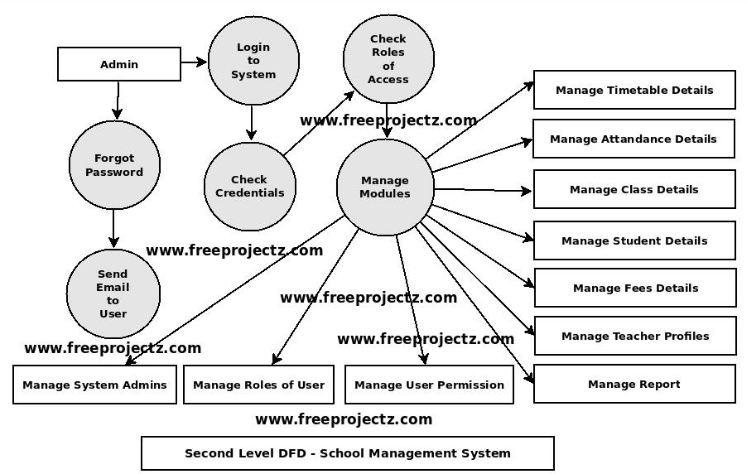 Admin
Login
to
System
Check
Roles
of
Access
Manage Timetable Details
www.freeprojectz.com
Manage Attandance Details
Forgot
Password
Check
Credentials
Manage
Modules
Manage Class Details
Manage Student Details
www.freeprojectz.com
Send
Email
to
User
www.freeprojectz.com
Manage Fees Details
www.freeprojectz.com
Manage Teacher Profiles
www.freeprojectz.com
Manage System Admins
Manage Roles of User
Manage User Permission
Manage Report
www.freeprojectz.com
Second Level DFD - School Management System